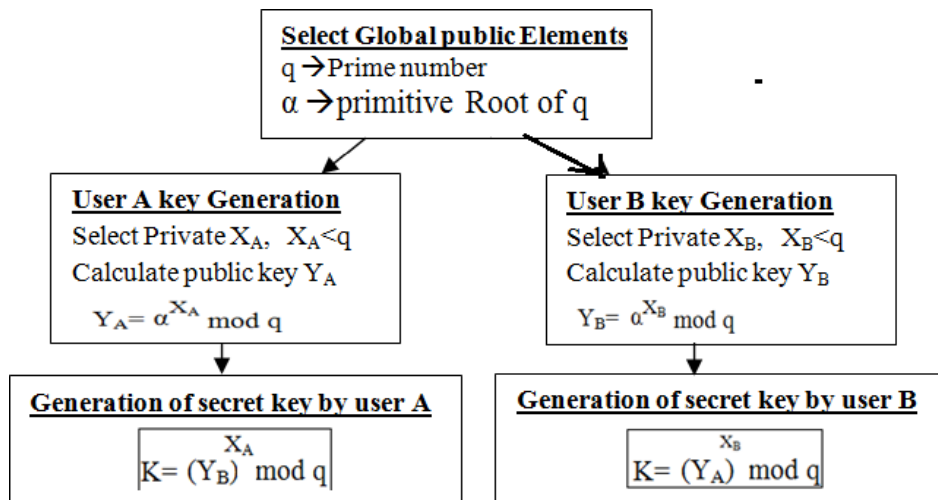 Select Global public Elements
q →Prime number
α →primitive Root of q
User A key Generation
Select Private X_A, X_A<q
Calculate public key Y_A
Y_A= α^X_A mod q
User B key Generation
Select Private X_B, X_B<q
Calculate public key Y_B
Y_B= α^X_B mod q
Generation of secret key by user A
K= (Y_B)^X_A mod q
Generation of secret key by user B
K= (Y_A)^X_B mod q